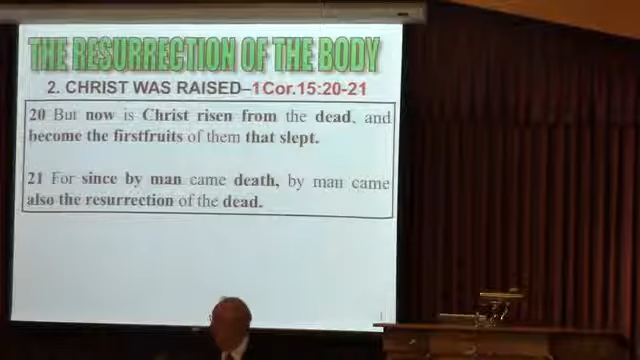 THE RESURRECTION OF THE BODY
2. CHRIST WAS RAISED–1Cor.15:20-21
20 But now is Christ risen from the dead, and
become the firstfruits of them that slept.
21 For since by man came death, by man came
also the resurrection of the dead.